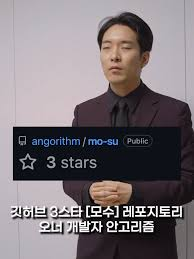 angorithm / mo-su Public
3 stars
깃허브 3스타 [모수] 레포지토리
오너 개발자 안고리즘